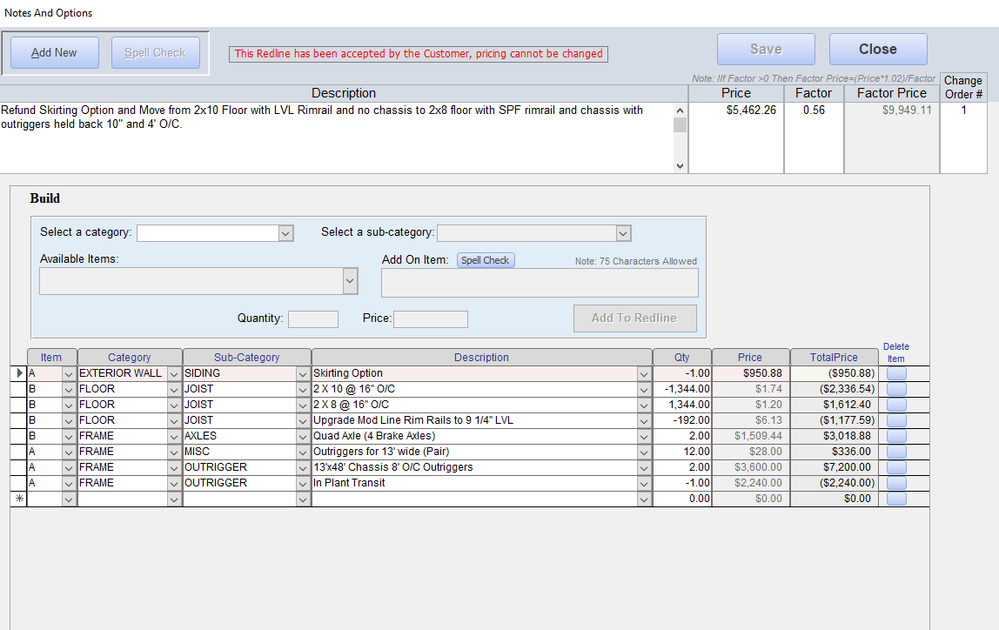 Notes And Options
Add New
Spell Check
This Redline has been accepted by the Customer, pricing cannot be changed
Save
Close
Note: IIf Factor >0 Then Factor Price=(Price*1.02)/Factor
Description Price Factor Factor Price Change Order #
Refund Skirting Option and Move from 2x10 Floor with LVL Rimrail and no chassis to 2x8 floor with SPF rimrail and chassis with
outriggers held back 10" and 4' O/C.
$5,462.26 0.56 $9,949.11 1
Build
Select a category: Select a sub-category:
Available Items: Add On Item: Spell Check Note: 75 Characters Allowed
Quantity: Price: Add To Redline
Item Category Sub-Category Description Qty Price TotalPrice Delete Item
A EXTERIOR WALL SIDING Skirting Option -1.00 $950.88 ($950.88)
B FLOOR JOIST 2 X 10 @ 16" O/C -1,344.00 $1.74 ($2,336.54)
B FLOOR JOIST 2 X 8 @ 16" O/C 1,344.00 $1.20 $1,612.40
B FLOOR JOIST Upgrade Mod Line Rim Rails to 9 1/4" LVL -192.00 $6.13 ($1,177.59)
B FRAME AXLES Quad Axle (4 Brake Axles) 2.00 $1,509.44 $3,018.88
A FRAME MISC Outriggers for 13' wide (Pair) 12.00 $28.00 $336.00
A FRAME OUTRIGGER 13'x48' Chassis 8' O/C Outriggers 2.00 $3,600.00 $7,200.00
A FRAME OUTRIGGER In Plant Transit -1.00 $2,240.00 ($2,240.00)
0.00 $0.00 $0.00